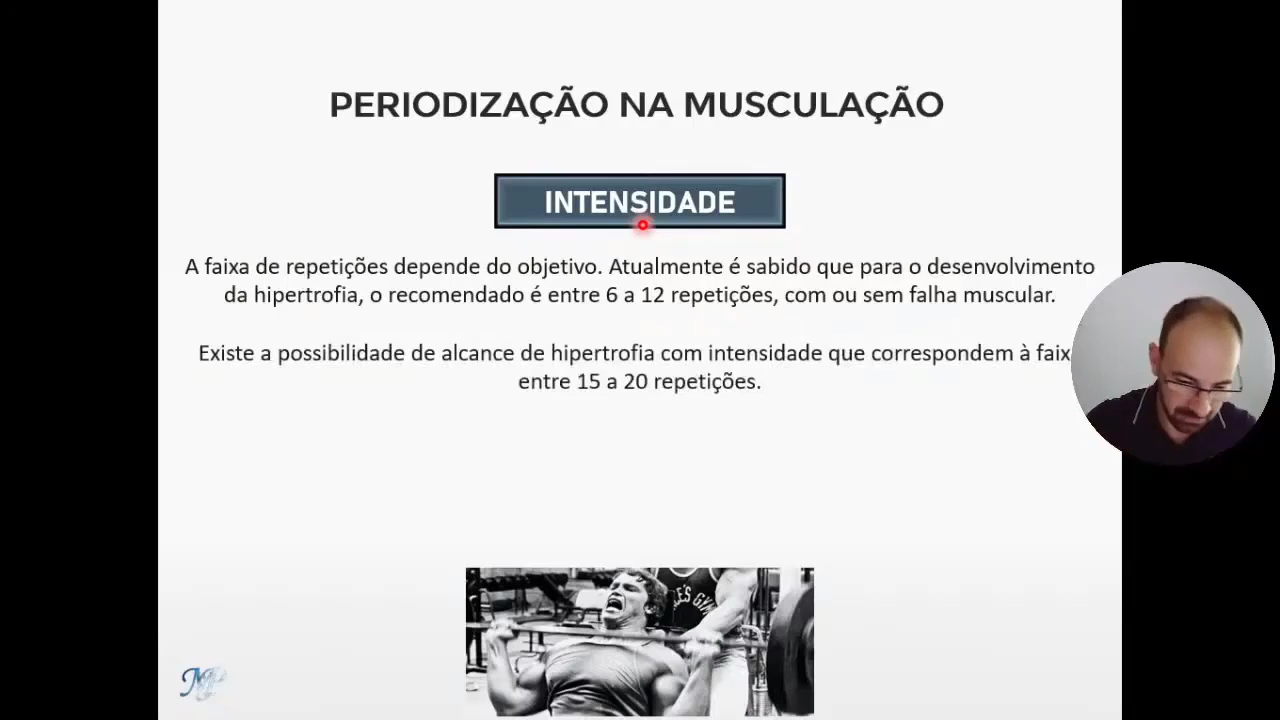 PERIODIZAÇÃO NA MUSCULAÇÃO
INTENSIDADE
A faixa de repetições depende do objetivo. Atualmente é sabido que para o desenvolvimento
da hipertrofia, o recomendado é entre 6 a 12 repetições, com ou sem falha muscular.
Existe a possibilidade de alcance de hipertrofia com intensidade que correspondem à
entre 15 a 20 repetições.